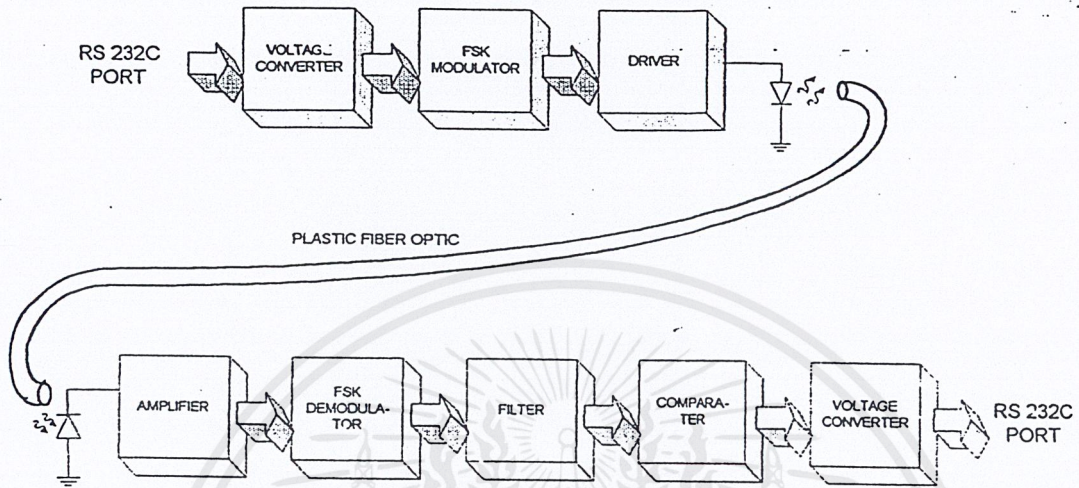 RS 232C
PORT
VOLTAGE
CONVERTER
FSK
MODULATOR
DRIVER
PLASTIC FIBER OPTIC
AMPLIFIER
FSK
DEMODULA-
TOR
FILTER
COMPARA-
TER
VOLTAGE
CONVERTER
RS 232C
PORT